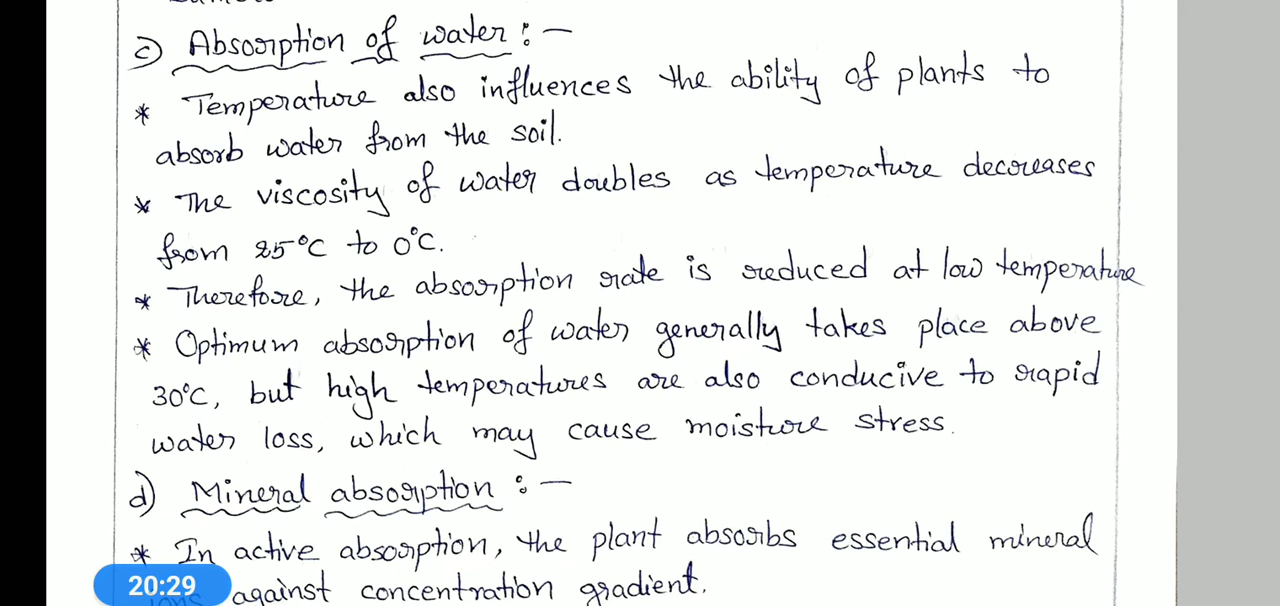 c) Absorption of water :—
* Temperature also influences the ability of plants to
absorb water from the soil.
* The viscosity of water doubles as temperature decreases
from 25°C to 0°C.
* Therefore, the absorption rate is reduced at low temperature
* Optimum absorption of water generally takes place above
30°C, but high temperatures are also conducive to rapid
water loss, which may cause moisture stress.
d) Mineral absorption :—
* In active absorption, the plant absorbs essential mineral
against concentration gradient.
20:29